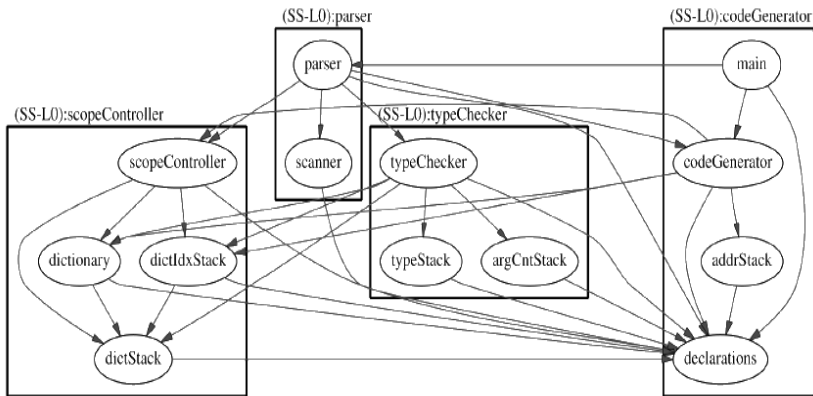 (SS-L0):parser
(SS-L0):codeGenerator
parser
main
(SS-L0):scopeController
(SS-L0):typeChecker
scopeController
scanner
typeChecker
codeGenerator
dictionary
dictIdxStack
typeStack
argCntStack
addrStack
dictStack
declarations